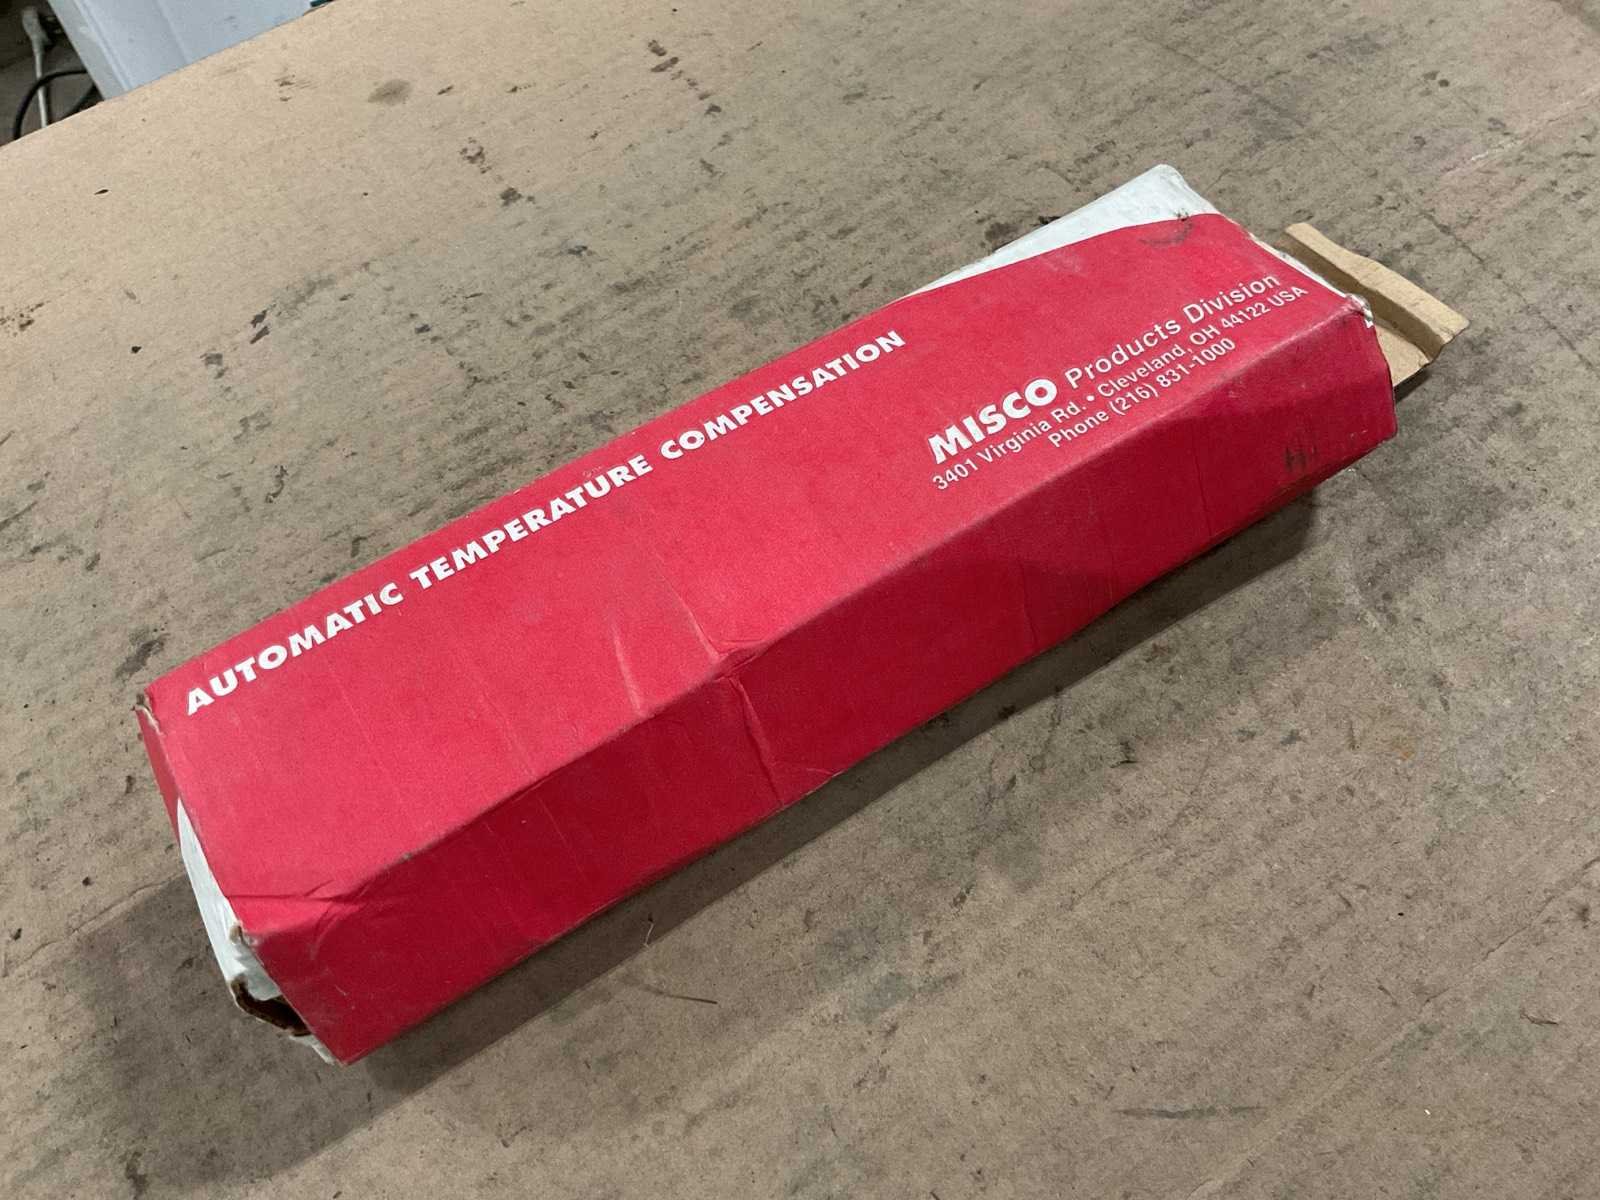 AUTOMATIC TEMPERATURE COMPENSATION
MISCO Products Division
3401 Virginia Rd. • Cleveland, OH 44122 USA
Phone (216) 831-1000